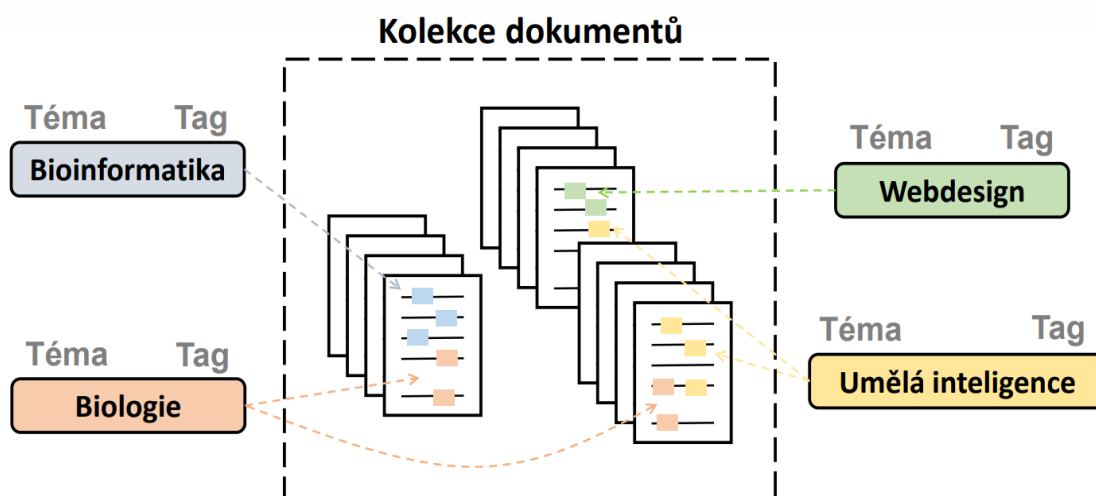 Kolekce dokumentů
Téma Tag
Bioinformatika
Téma Tag
Webdesign
Téma Tag
Biologie
Téma Tag
Umělá inteligence